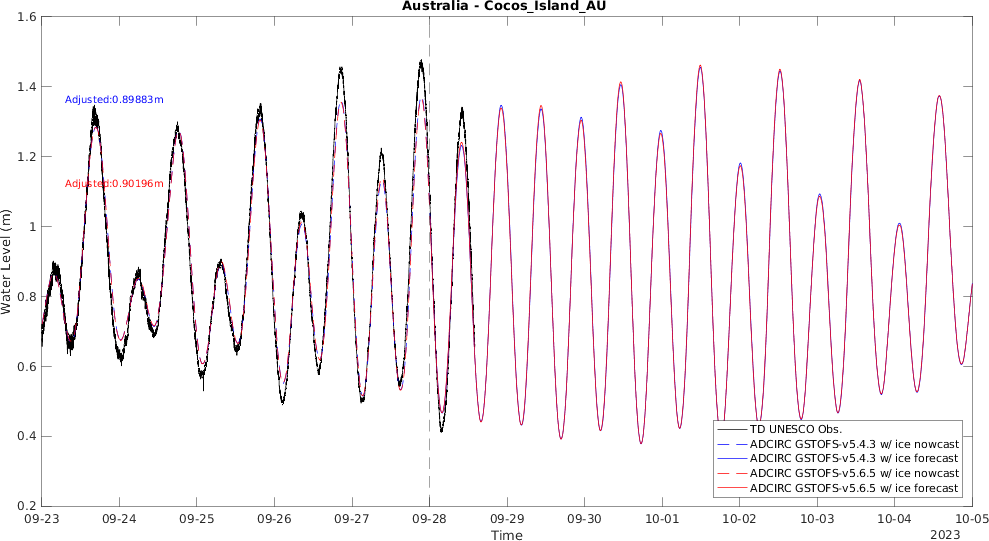 Australia - Cocos_Island_AU
1.6
1.4
1.2
1
0.8
0.6
0.4
0.2
Water Level (m)
Adjusted:0.89883m
Adjusted:0.90196m
TD UNESCO Obs.
ADCIRC GSTOFS-v5.4.3 w/ ice nowcast
ADCIRC GSTOFS-v5.4.3 w/ ice forecast
ADCIRC GSTOFS-v5.6.5 w/ ice nowcast
ADCIRC GSTOFS-v5.6.5 w/ ice forecast
09-23 09-24 09-25 09-26 09-27 09-28 09-29 09-30 10-01 10-02 10-03 10-04 10-05
Time
2023